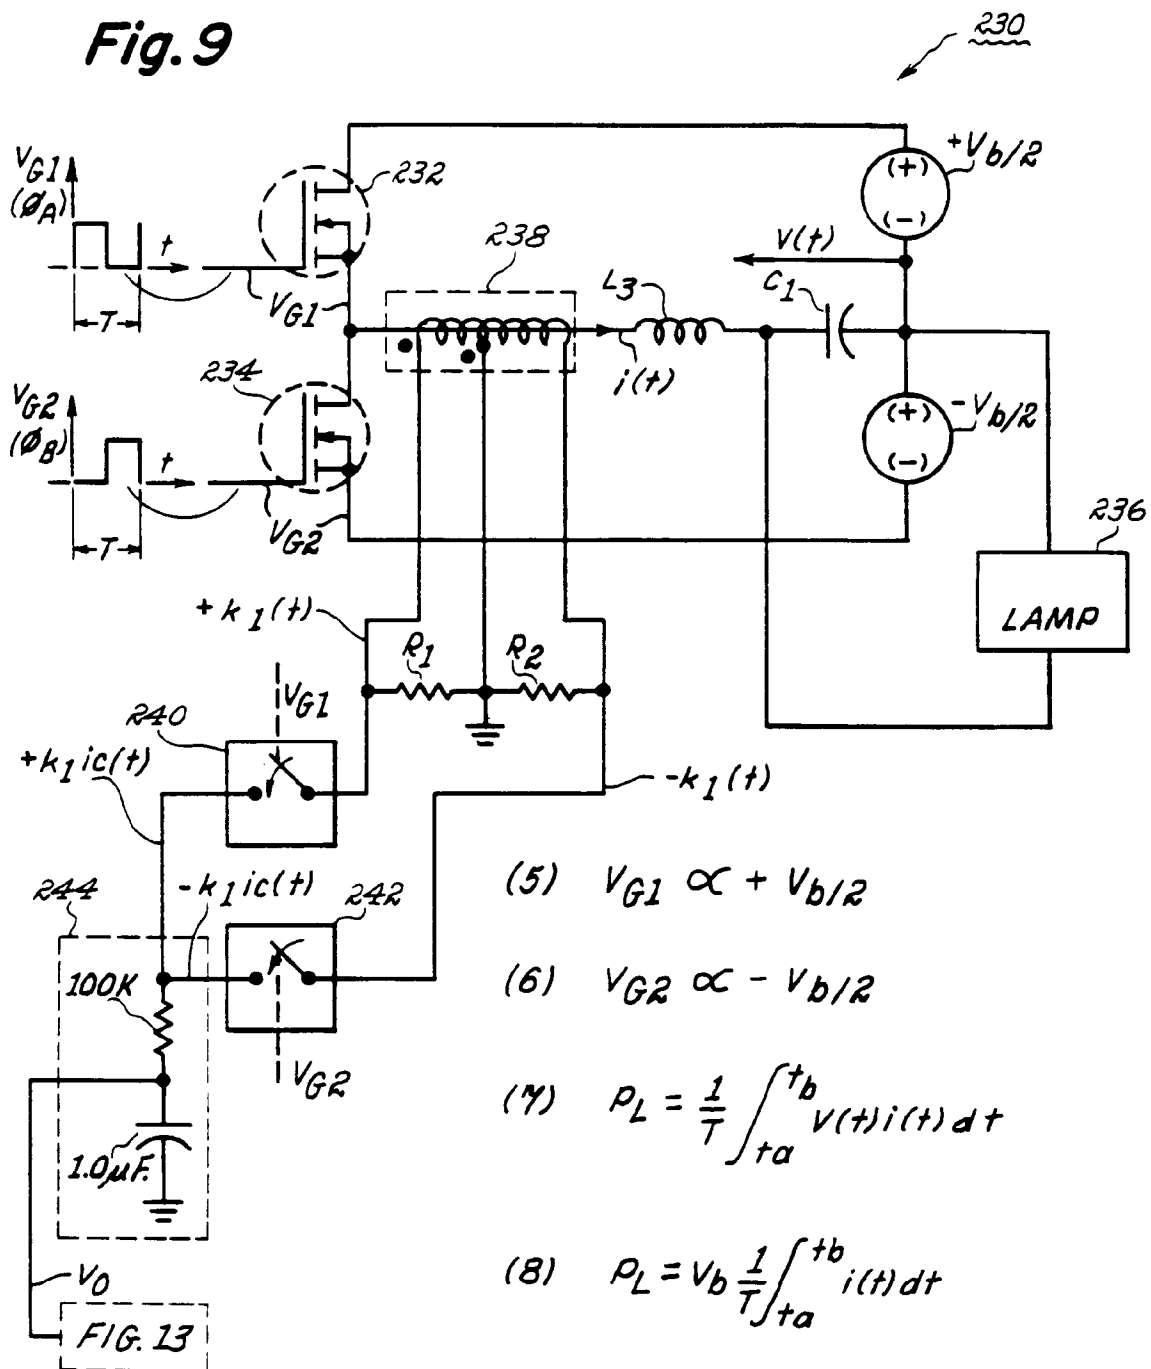 Fig. 9
230
+Vb/2
(+)
(-)
VG1
(ØA)
t
T
VG1
232
238
L3
i(t)
V(t)
C1
234
VG2
(ØB)
t
T
VG2
-Vb/2
(+)
(-)
236
LAMP
+k1(t)
R1
R2
VG1
240
+k1ic(t)
-k1(t)
244
-k1ic(t)
242
100K
VG2
1.0µF.
V0
FIG. 13
(5) VG1 ∝ + Vb/2
(6) VG2 ∝ - Vb/2
(7) PL = 1/T ∫ta tb V(t)i(t)dt
(8) PL = Vb 1/T ∫ta tb i(t)dt